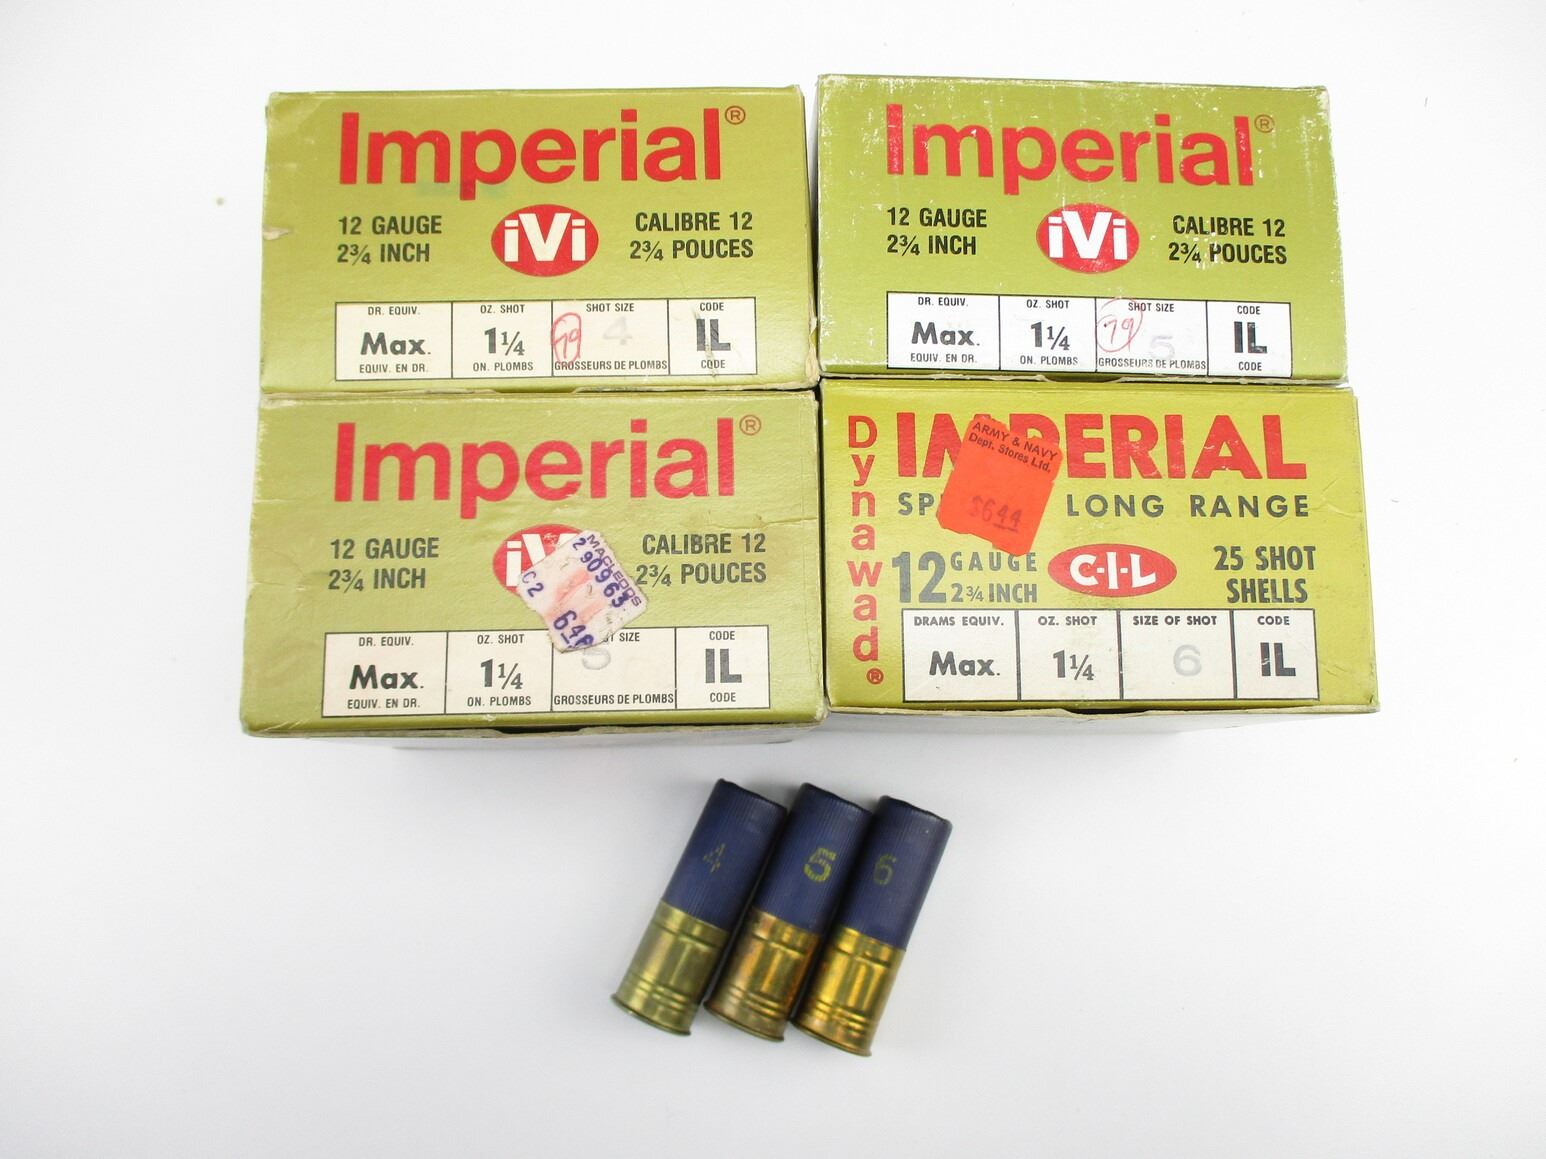 Imperial®
12 GAUGE
2¾ INCH
iVi
CALIBRE 12
2¾ POUCES
DR. EQUIV.
Max.
EQUIV. EN DR.
OZ. SHOT
1¼
ON. PLOMBS
SHOT SIZE
79 4
GROSSEURS DE PLOMBS
CODE
IL
CODE
Imperial®
12 GAUGE
2¾ INCH
iVi
CALIBRE 12
2¾ POUCES
DR. EQUIV.
Max.
EQUIV. EN DR.
OZ. SHOT
1¼
ON. PLOMBS
SHOT SIZE
79 5
GROSSEURS DE PLOMBS
CODE
IL
CODE
Imperial®
12 GAUGE
2¾ INCH
MACLEODS
290963
C2
CALIBRE 12
2¾ POUCES
DR. EQUIV.
Max.
EQUIV. EN DR.
OZ. SHOT
1¼
ON. PLOMBS
SIZE
5
GROSSEURS DE PLOMBS
CODE
IL
CODE
Dynawad®
IMPERIAL
LONG RANGE
ARMY & NAVY
Dept. Stores Ltd.
$6.44
12 GAUGE
2¾ INCH
C-I-L
25 SHOT
SHELLS
DRAMS EQUIV.
Max.
OZ. SHOT
1¼
SIZE OF SHOT
6
CODE
IL
4
5
6